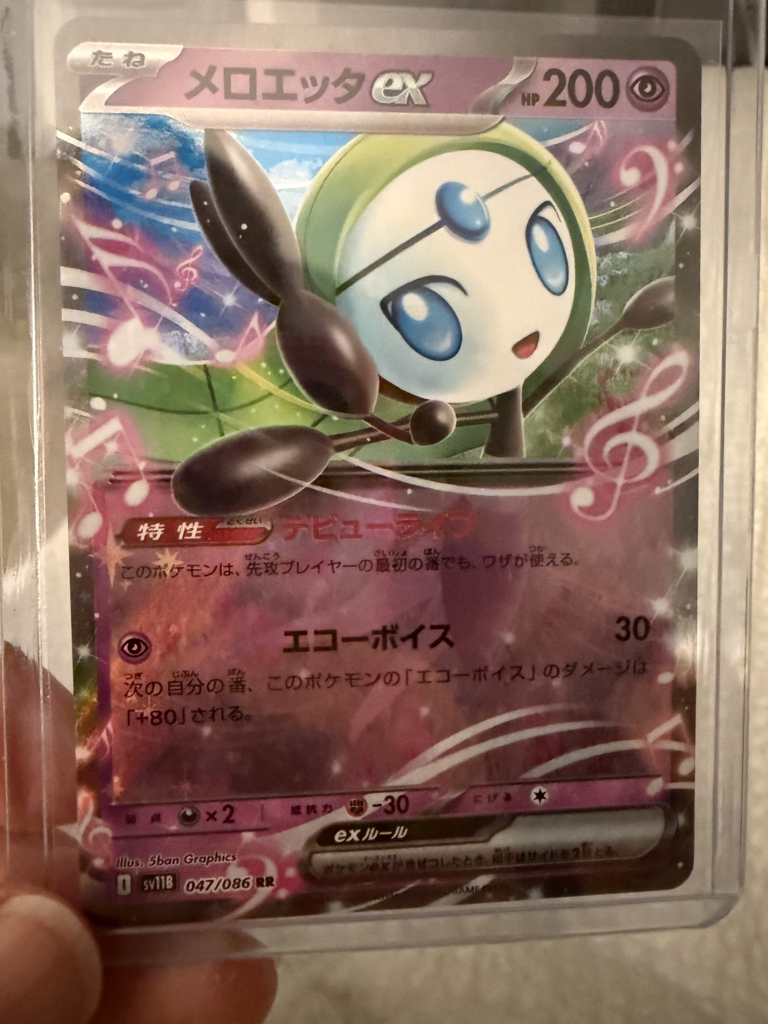 たね メロエッタex HP 200
特性 とくせい デビューライブ
このポケモンは、先攻プレイヤーの最初の番でも、ワザが使える。
エコーボイス 30
次の自分の番、このポケモンの「エコーボイス」のダメージは
「+80」される。
弱点 ×2 抵抗力 -30 にげる
exルール
ポケモンexがきぜつしたとき、相手はサイドを2枚とる。
Illus. 5ban Graphics
I SV11B 047/086 RR